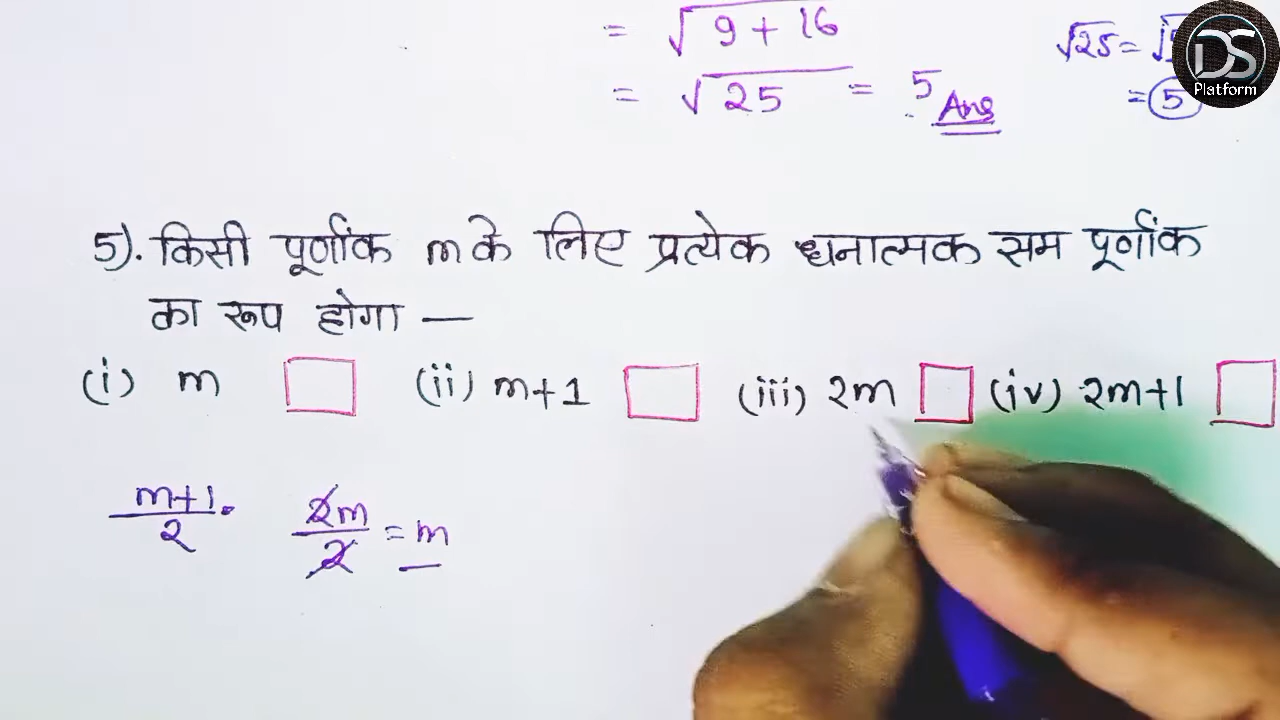 = √9+16
= √25 = 5 Ans
√25 =
= 5
DS
Platform
5). किसी पूर्णांक m के लिए प्रत्येक धनात्मक सम पूर्णांक
का रूप होगा —
(i) m (ii) m+1 (iii) 2m (iv) 2m+1
m+1/2 2m/2 = m